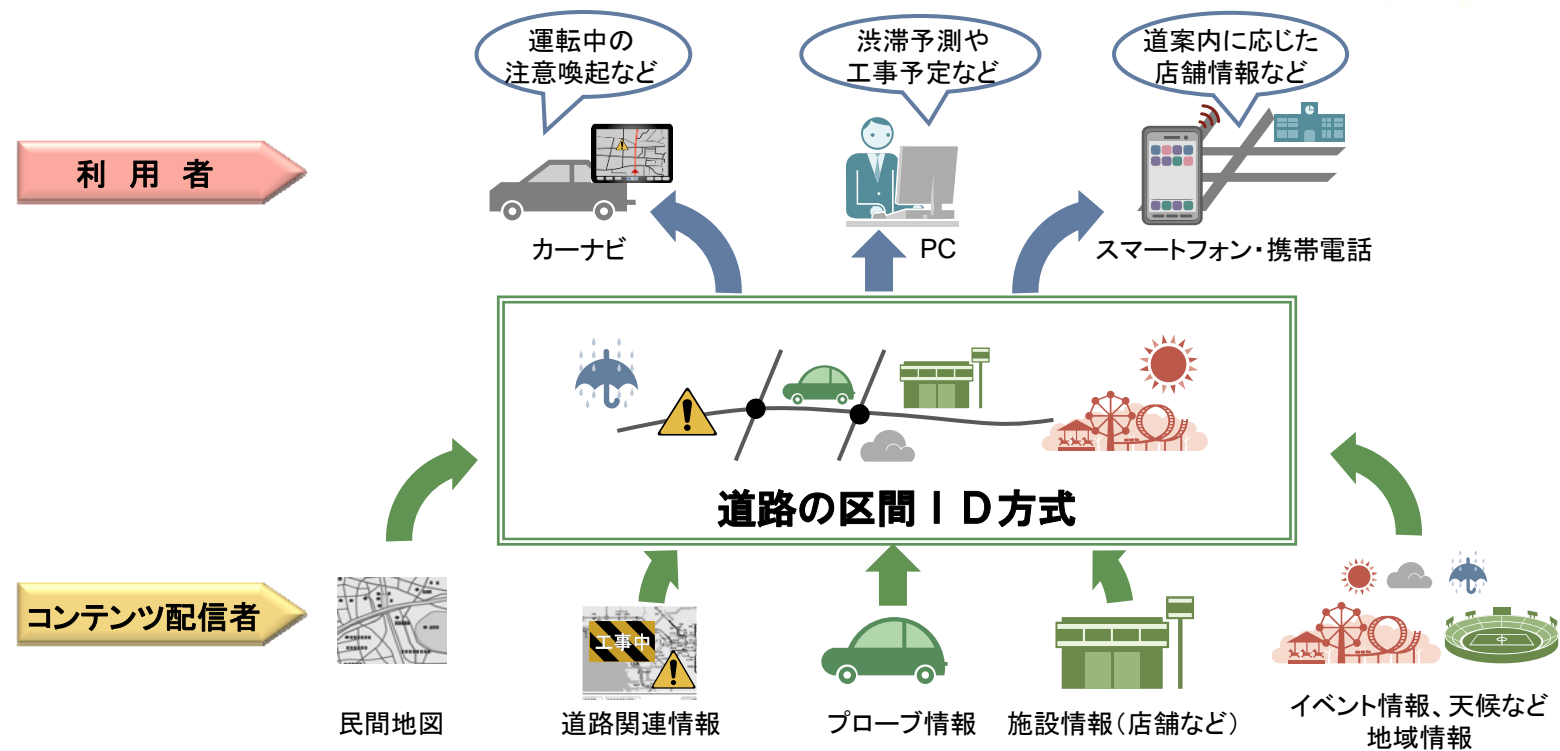 運転中の
注意喚起など
渋滞予測や
工事予定など
道案内に応じた
店舗情報など
利 用 者
カーナビ
PC
スマートフォン・携帯電話
道路の区間ＩＤ方式
コンテンツ配信者
工事中
民間地図
道路関連情報
プローブ情報
施設情報（店舗など）
イベント情報、天候など
地域情報